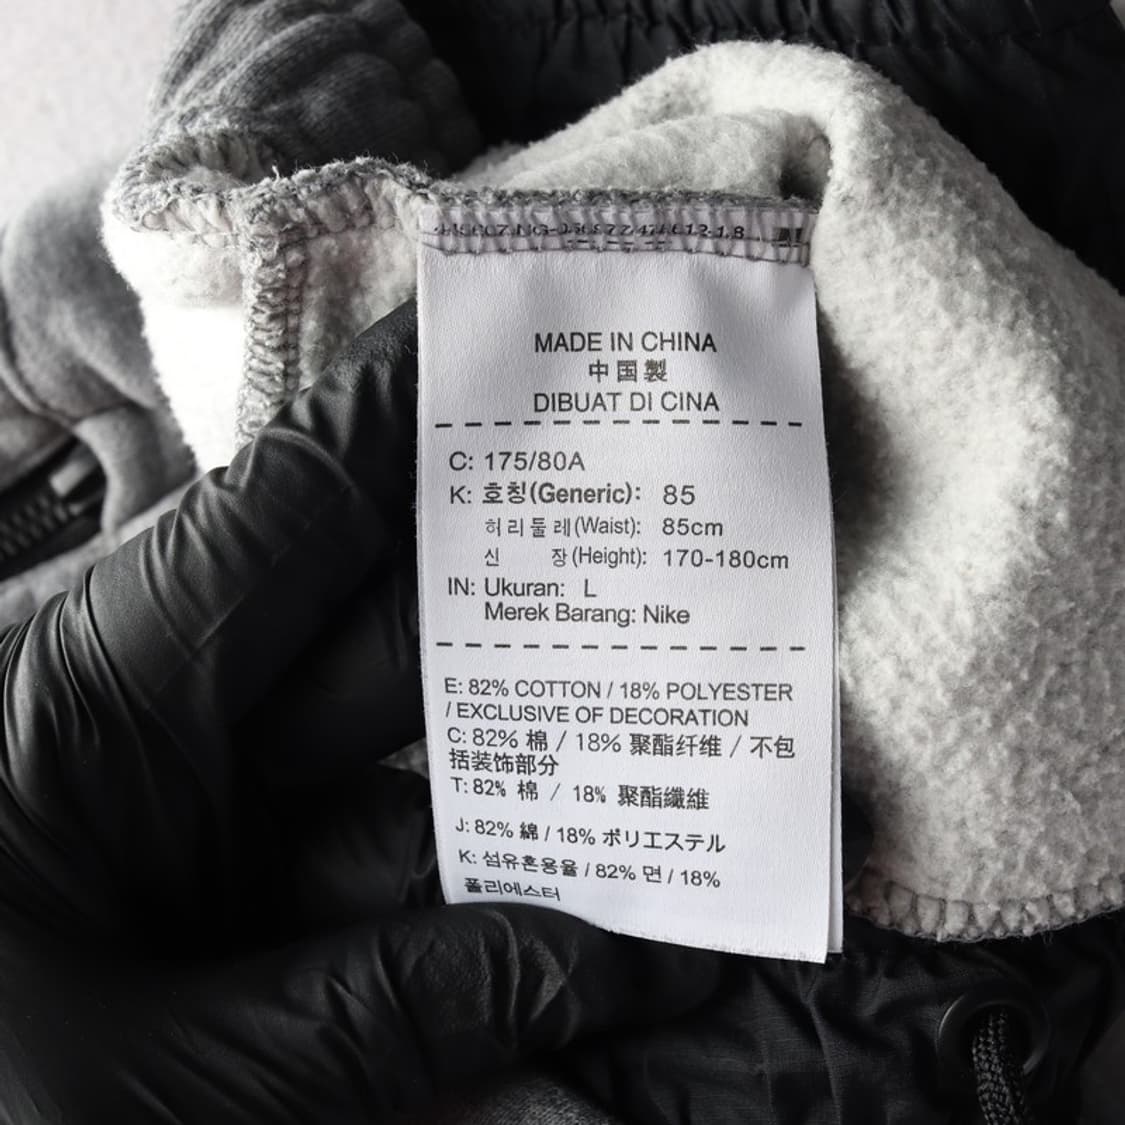 MADE IN CHINA
中国製
DIBUAT DI CINA
C: 175/80A
K: 호칭(Generic): 85
허리둘레(Waist): 85cm
신 장(Height): 170-180cm
IN: Ukuran: L
Merek Barang: Nike
E: 82% COTTON / 18% POLYESTER
/ EXCLUSIVE OF DECORATION
C: 82% 棉 / 18% 聚酯纤维 / 不包
括装饰部分
T: 82% 棉 / 18% 聚酯纖維
J: 82% 綿 / 18% ポリエステル
K: 섬유혼용율 / 82% 면 / 18%
폴리에스터